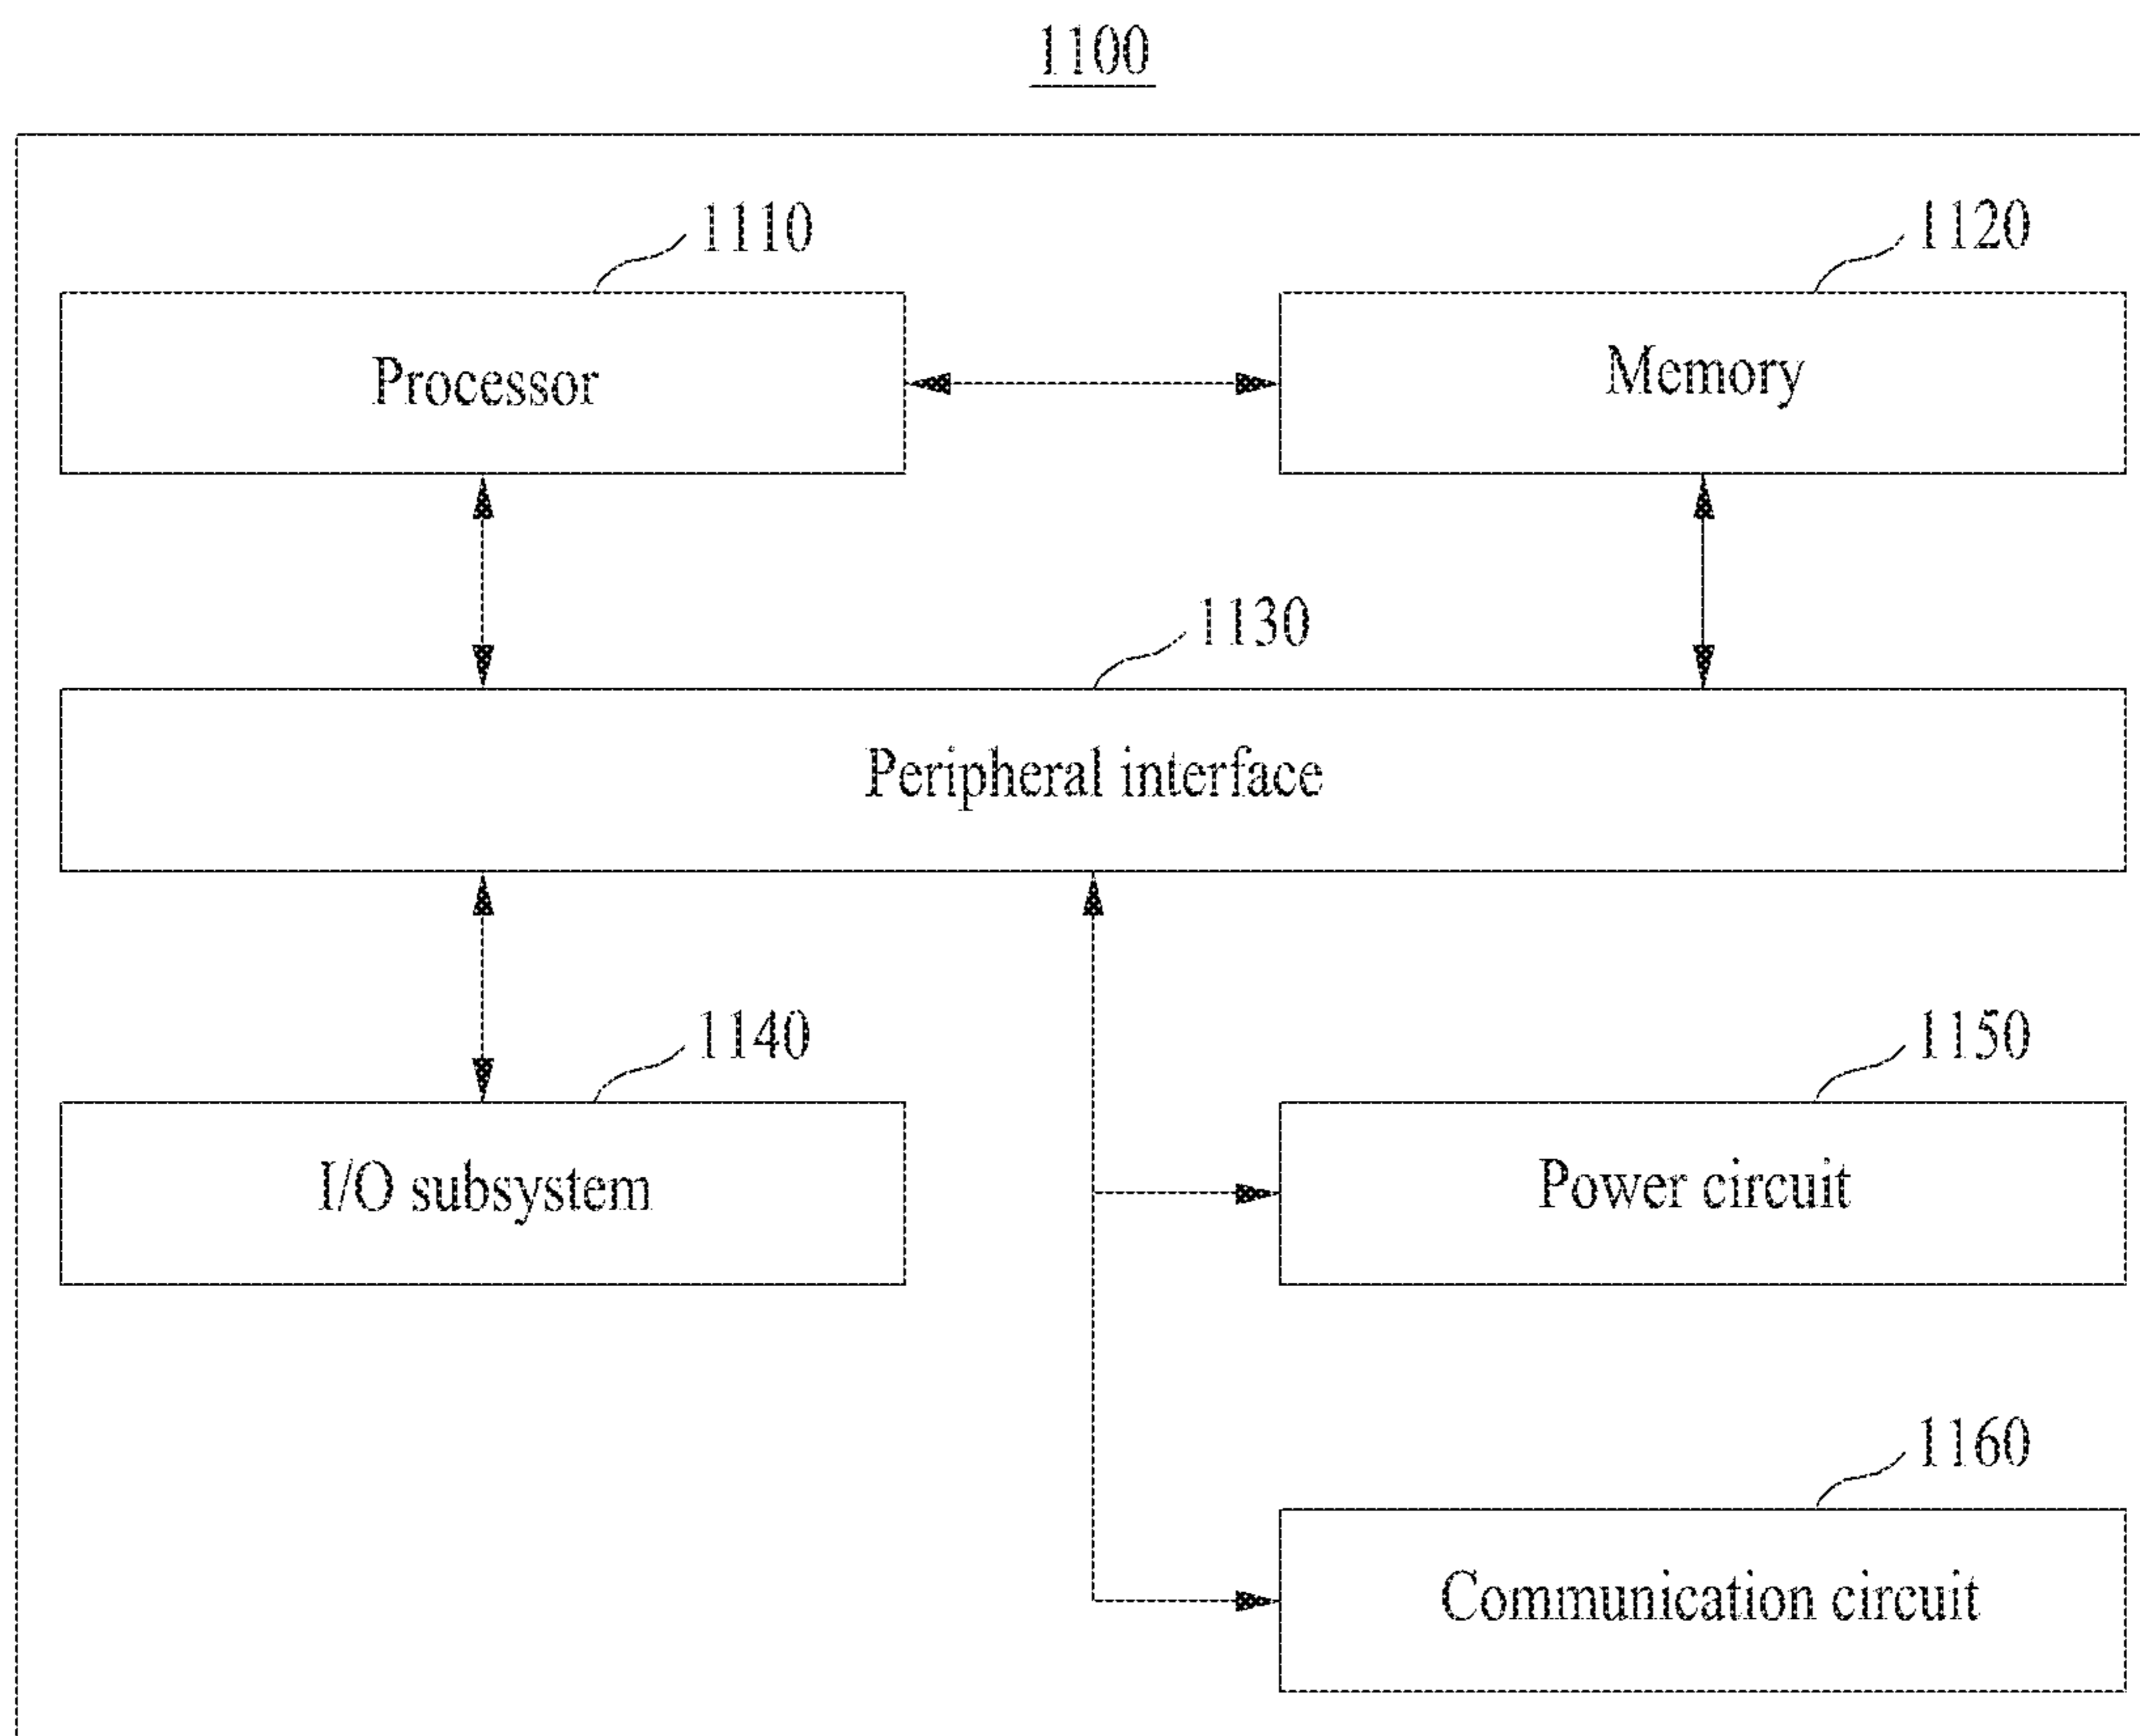 1100
1110
1120
Processor
Memory
1130
Peripheral interface
1140
1150
I/O subsystem
Power circuit
1160
Communication circuit